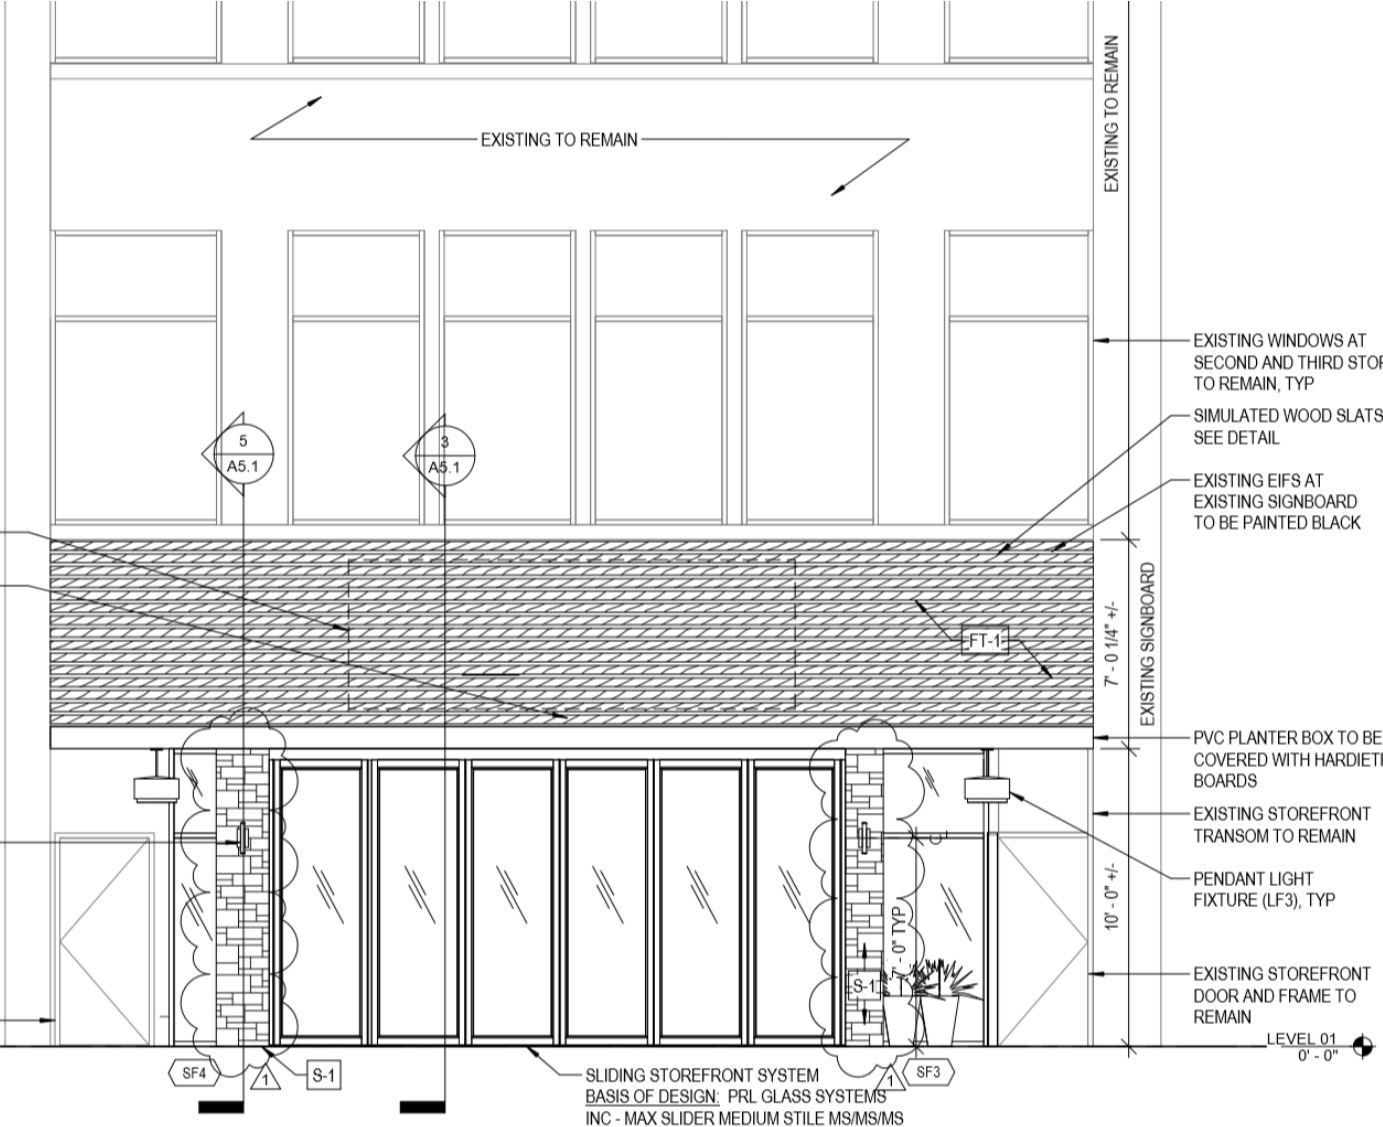 EXISTING TO REMAIN
EXISTING TO REMAIN
EXISTING WINDOWS AT
SECOND AND THIRD
TO REMAIN, TYP
SIMULATED WOOD SLATS
SEE DETAIL
5
A5.1
3
A5.1
EXISTING EIFS AT
EXISTING SIGNBOARD
TO BE PAINTED BLACK
7' - 0 1/4" +/-
EXISTING SIGNBOARD
FT-1
PVC PLANTER BOX TO BE
COVERED WITH
BOARDS
EXISTING STOREFRONT
TRANSOM TO REMAIN
PENDANT LIGHT
FIXTURE (LF3), TYP
10' - 0" +/-
7' - 0" TYP
S-1
EXISTING STOREFRONT
DOOR AND FRAME TO
REMAIN
LEVEL 01
0' - 0"
SF4
1
S-1
SLIDING STOREFRONT SYSTEM
BASIS OF DESIGN: PRL GLASS SYSTEMS
INC - MAX SLIDER MEDIUM STILE MS/MS/MS
1
SF3